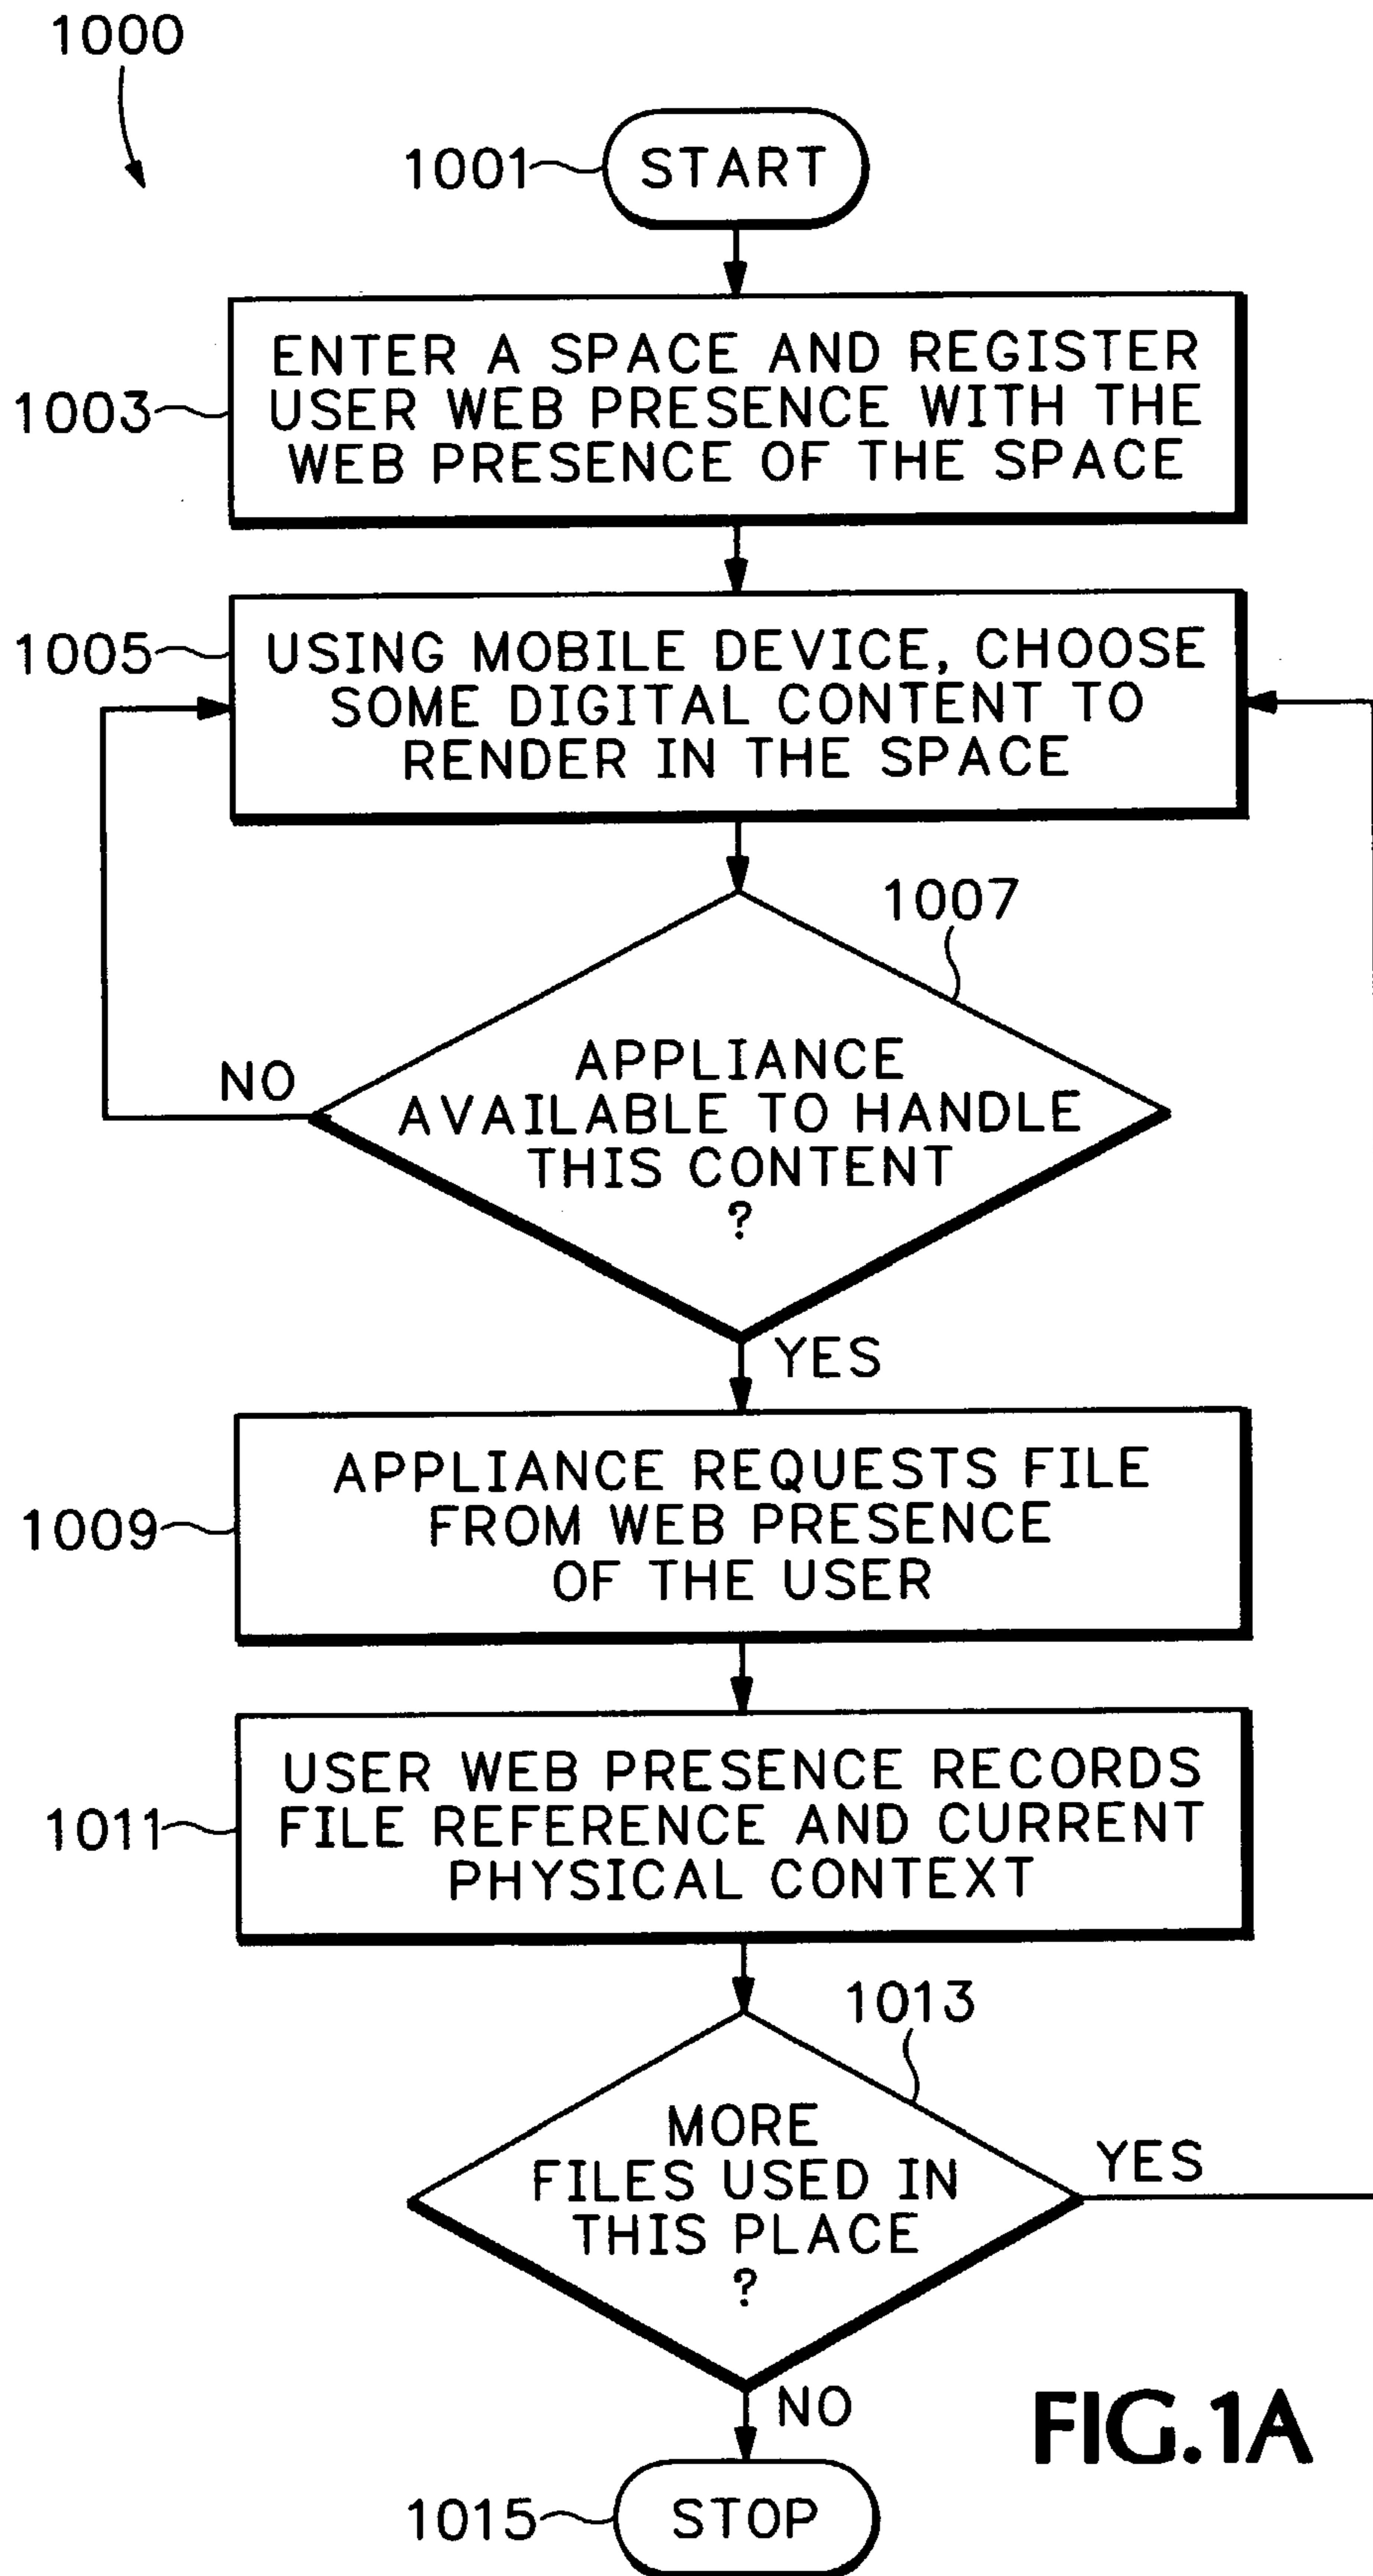 1000
1001
START
1003
ENTER A SPACE AND REGISTER
USER WEB PRESENCE WITH THE
WEB PRESENCE OF THE SPACE
1005
USING MOBILE DEVICE, CHOOSE
SOME DIGITAL CONTENT TO
RENDER IN THE SPACE
1007
APPLIANCE
AVAILABLE TO HANDLE
THIS CONTENT
?
NO
YES
1009
APPLIANCE REQUESTS FILE
FROM WEB PRESENCE
OF THE USER
1011
USER WEB PRESENCE RECORDS
FILE REFERENCE AND CURRENT
PHYSICAL CONTEXT
1013
MORE
FILES USED IN
THIS PLACE
?
YES
NO
1015
STOP
FIG.1A